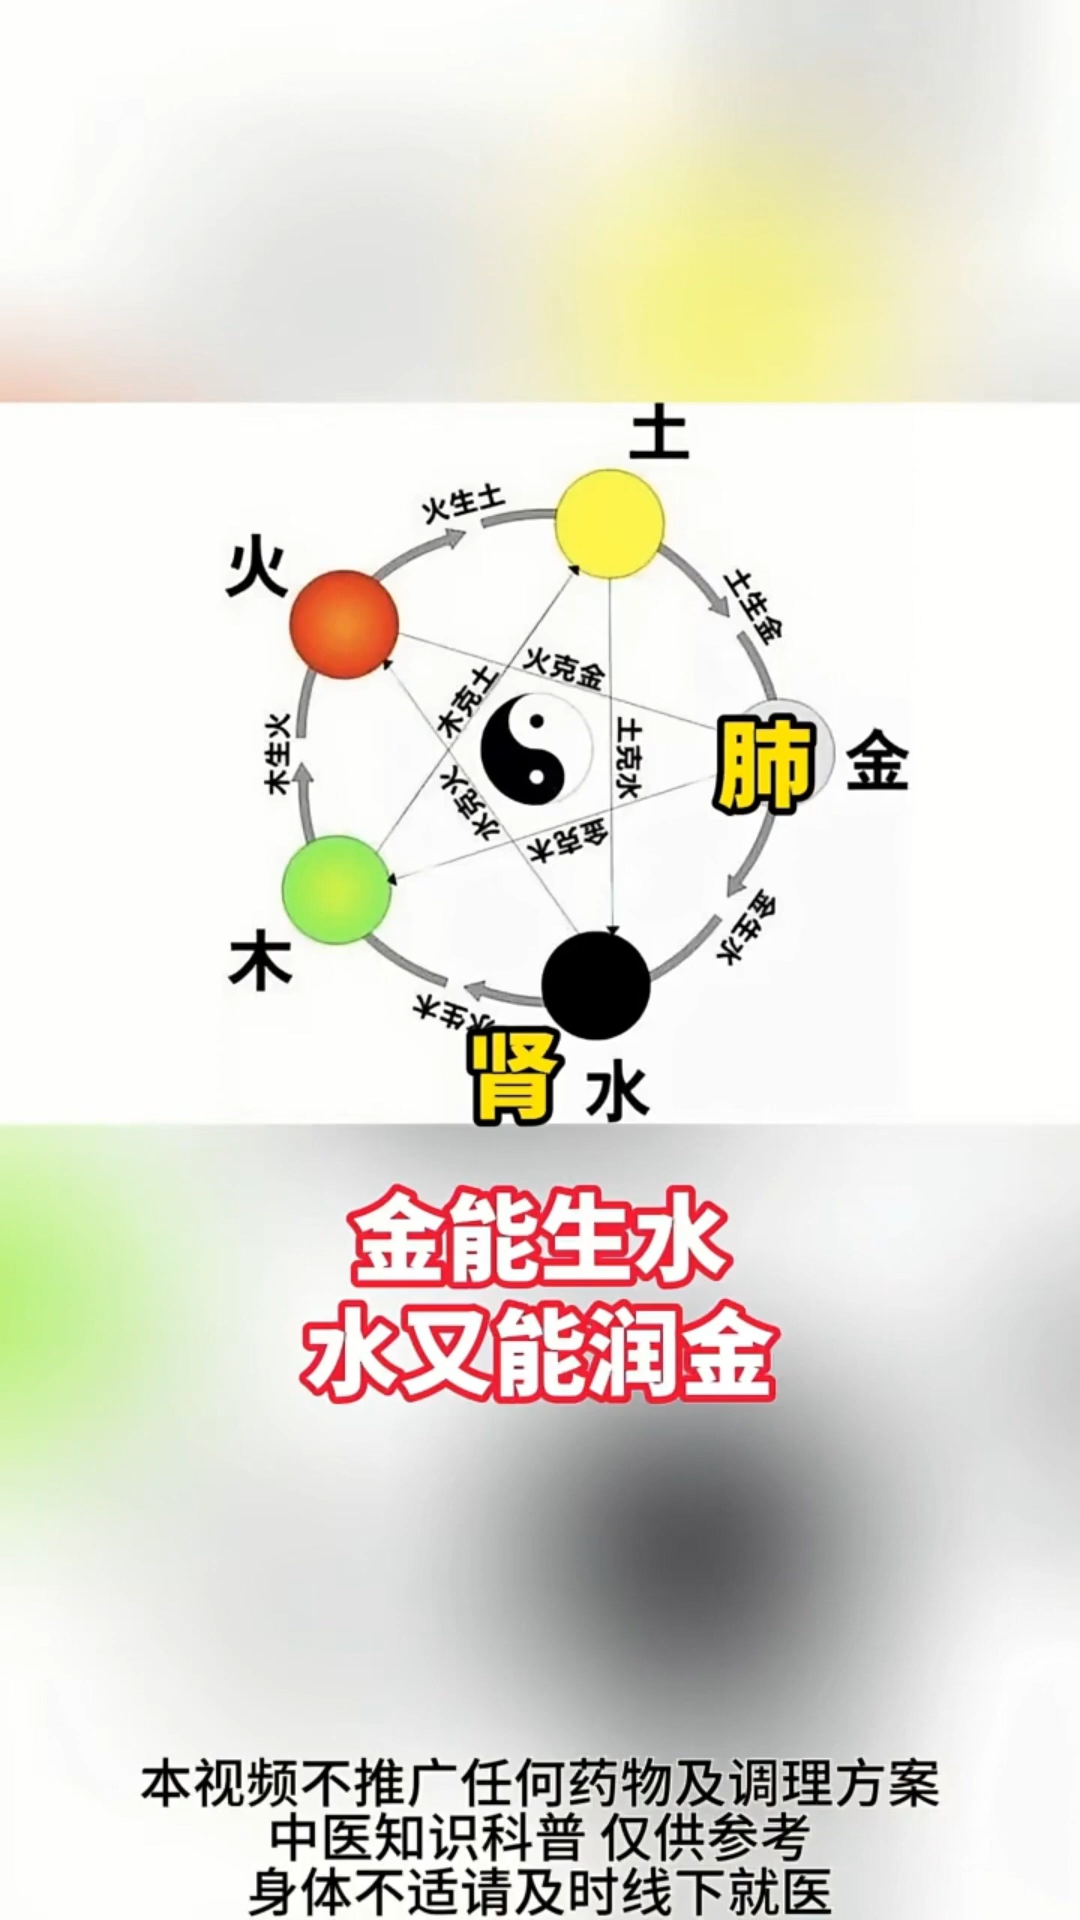 土
火生土
火
土生金
火克金
木克土
土克水
肺
金
木生火
水克火
金克木
金生水
木
水生木
肾
水
金能生水
水又能润金
本视频不推广任何药物及调理方案
中医知识科普 仅供参考
身体不适请及时线下就医